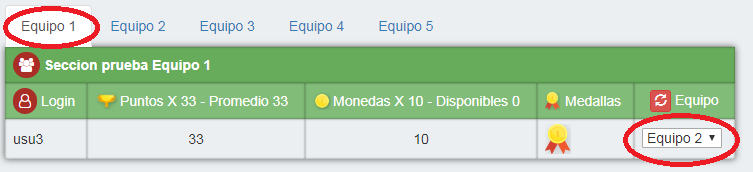 Equipo 1 Equipo 2 Equipo 3 Equipo 4 Equipo 5
Seccion prueba Equipo 1
Login Puntos X 33 - Promedio 33 Monedas X 10 - Disponibles 0 Medallas Equipo
usu3 33 10 Equipo 2